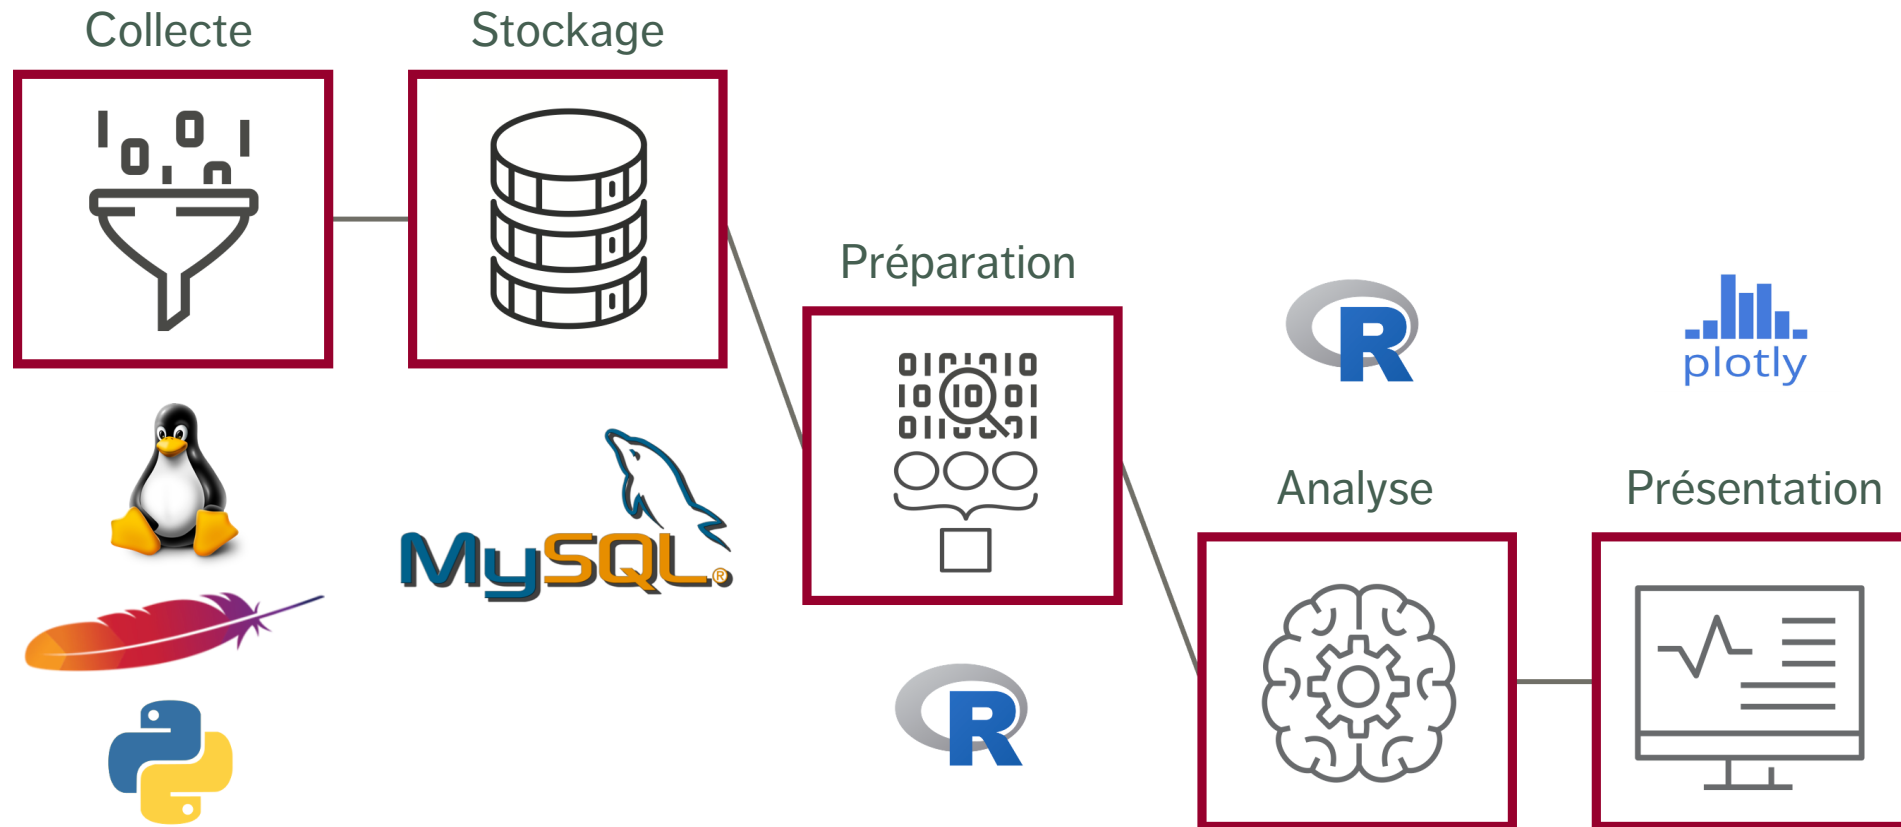 Collecte
Stockage
Préparation
Analyse
Présentation
MySQL®
R
R
plotly